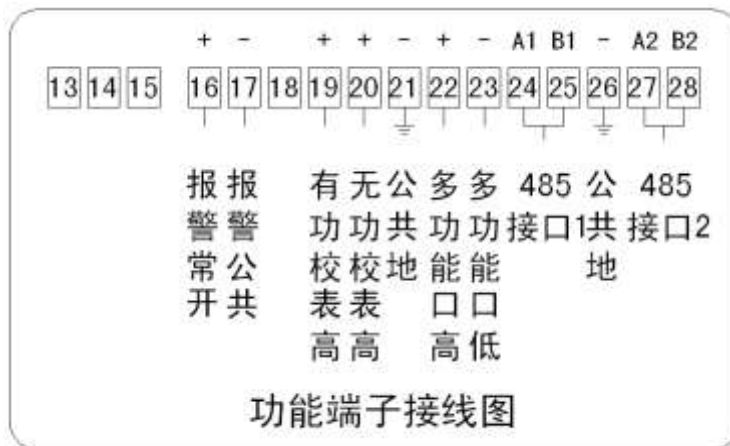 + - + + - + - A1 B1 - A2 B2
13 14 15 16 17 18 19 20 21 22 23 24 25 26 27 28
报警常开
报警公共
有功校表高
无功校表高
公共地
多功能口高
多功能口低
485
接口1
公共地
485
接口2
功能端子接线图